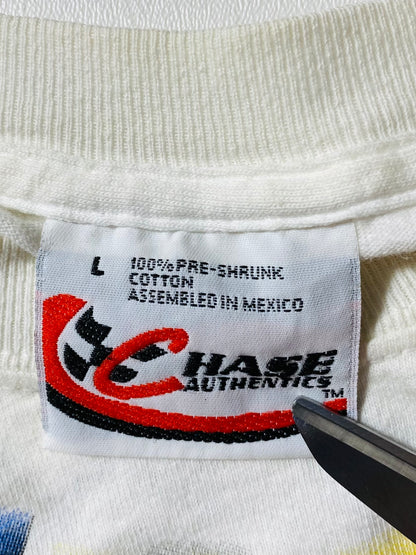 L 100% PRE-SHRUNK
COTTON
ASSEMBLED IN MEXICO
CHASE
AUTHENTICS
TM